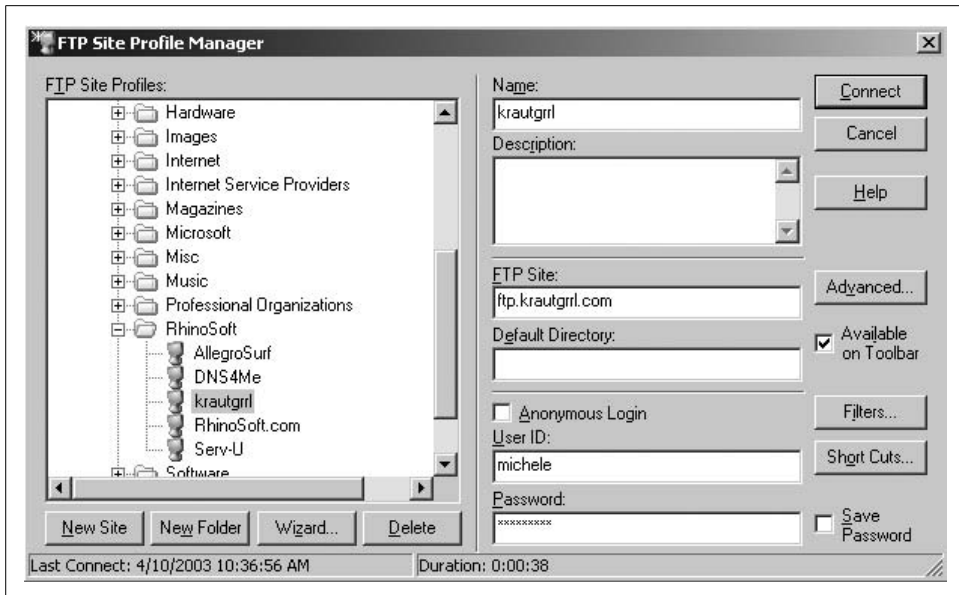 FTP Site Profile Manager
FTP Site Profiles:
Hardware
Images
Internet
Internet Service Providers
Magazines
Microsoft
Misc
Music
Professional Organizations
RhinoSoft
AllegroSurf
DNS4Me
krautgrrl
RhinoSoft.com
Serv-U
Software
New Site
New Folder
Wizard...
Delete
Name:
krautgrrl
Description:
FTP Site:
ftp.krautgrrl.com
Default Directory:
Anonymous Login
User ID:
michele
Password:
×××××××××
Connect
Cancel
Help
Advanced...
Available
on Toolbar
Filters...
Short Cuts...
Save
Password
Last Connect: 4/10/2003 10:36:56 AM
Duration: 0:00:38